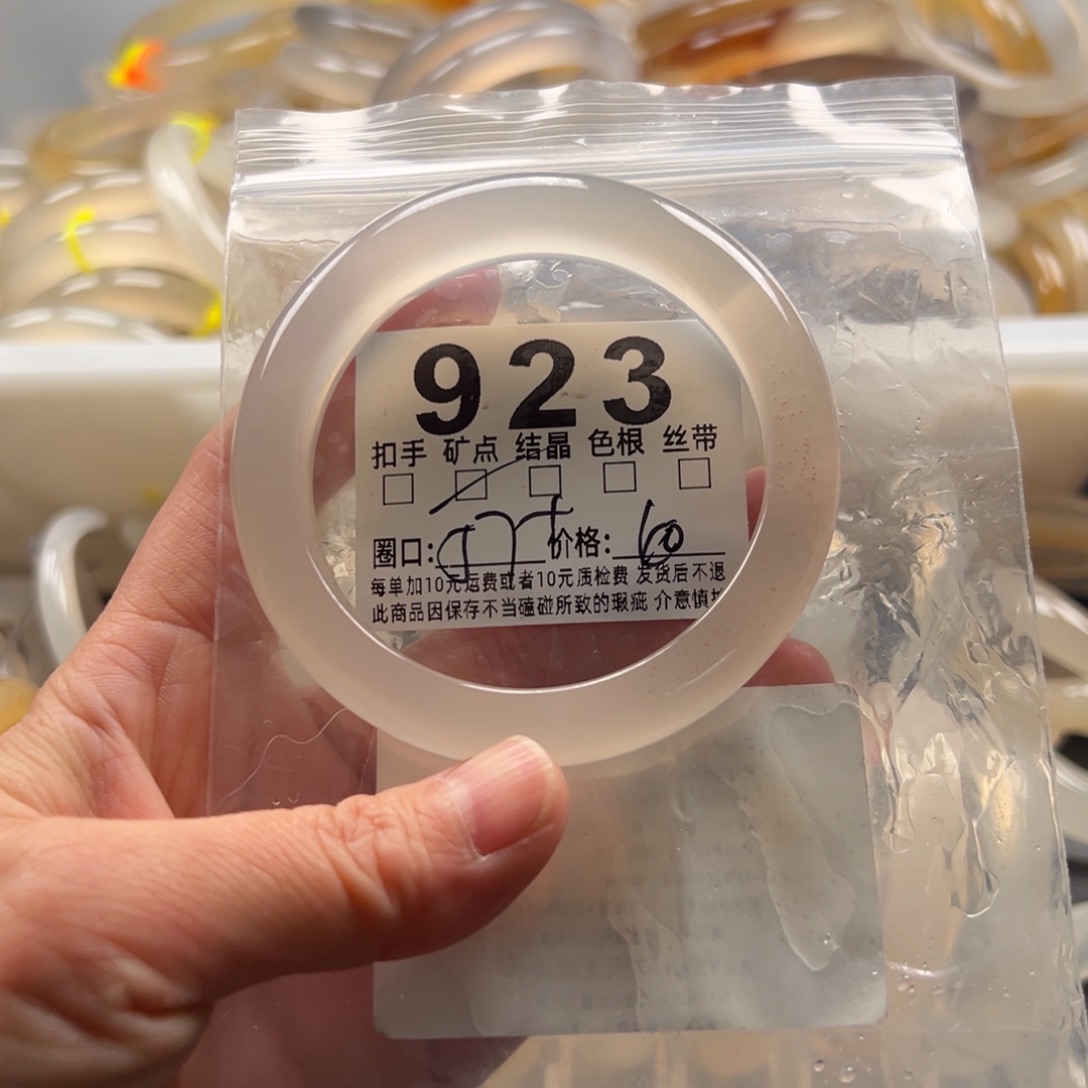 923
扣手 矿点 结晶 色根 丝带
圈口: 价格: 60
每单加10元运费或者10元质检费 发货后不退
此商品因保存不当磕碰所致的瑕疵 介意慎